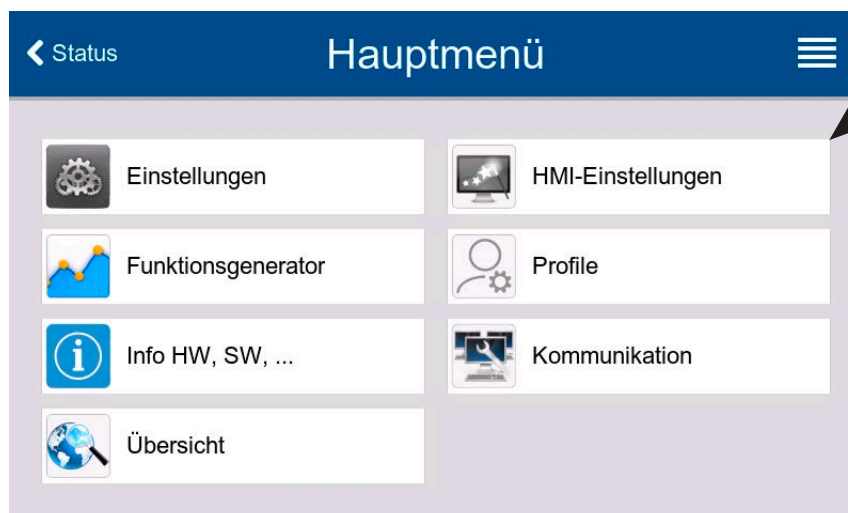 Status
Hauptmenü
Einstellungen
HMI-Einstellungen
Funktionsgenerator
Profile
Info HW, SW, ...
Kommunikation
Übersicht